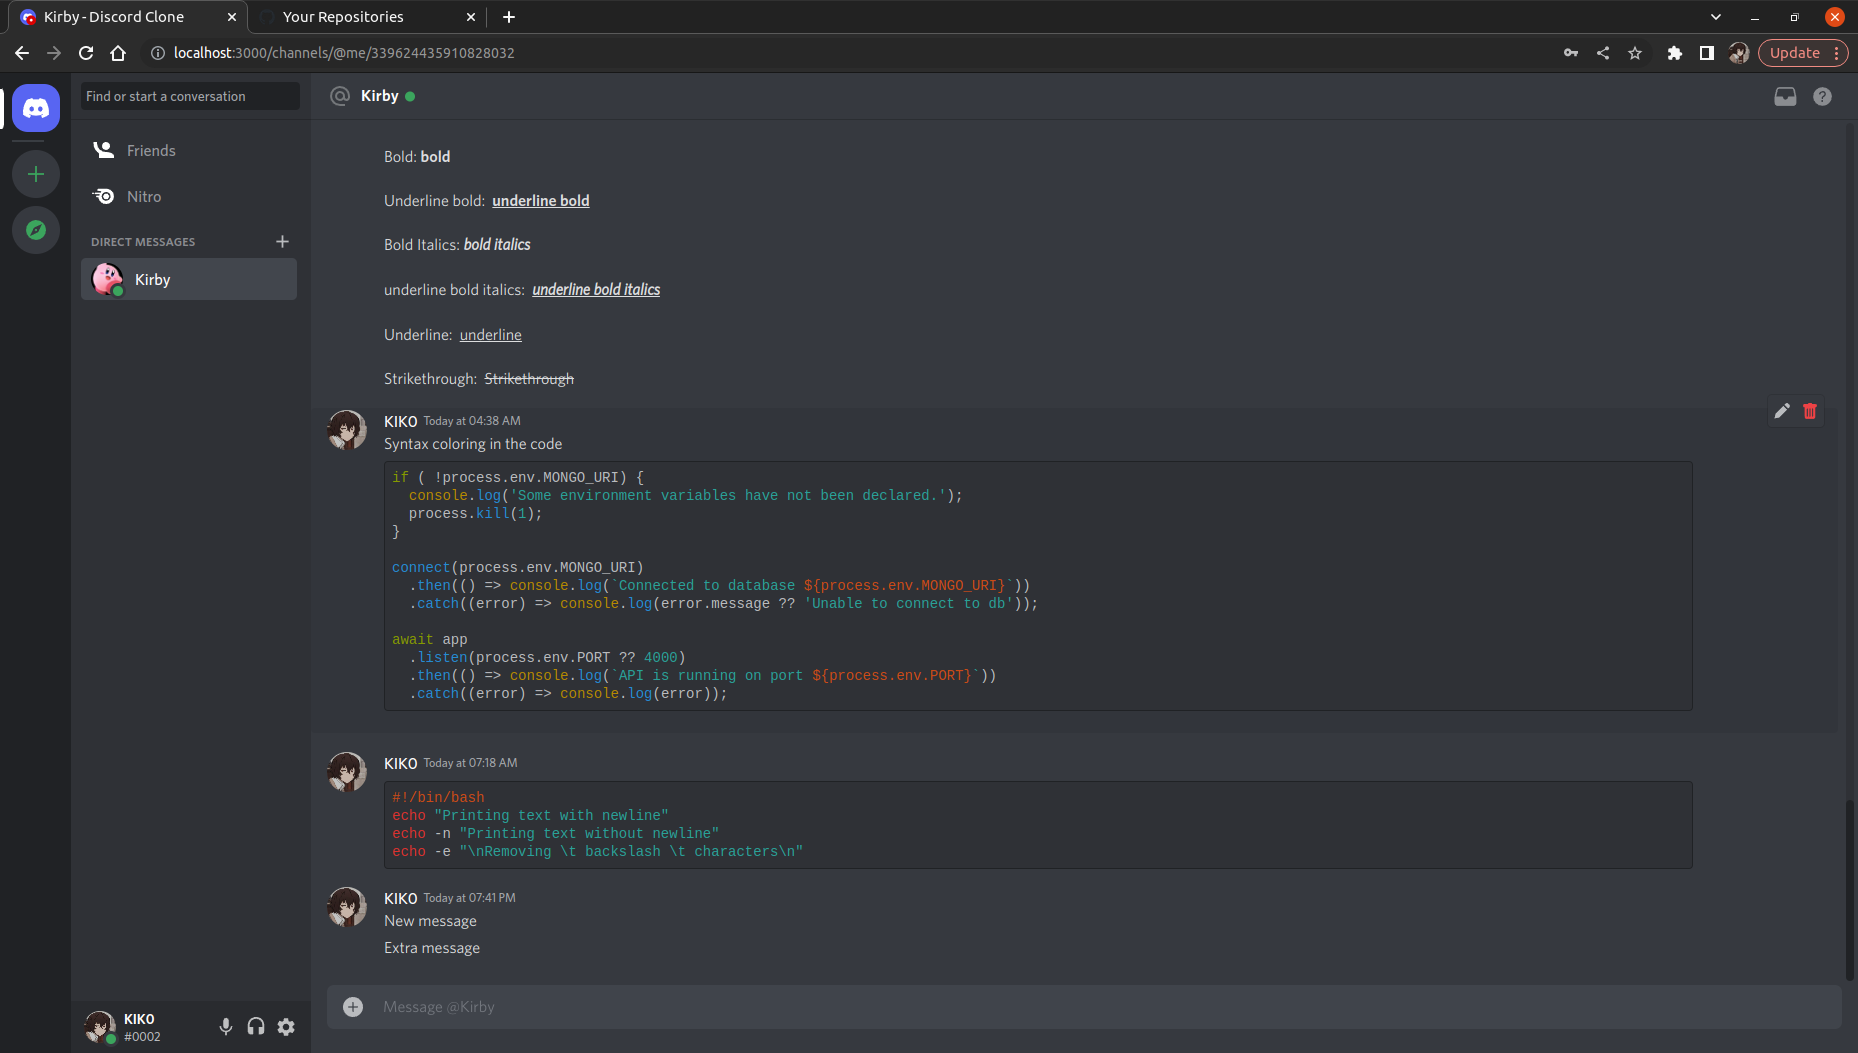 Kirby - Discord Clone
Your Repositories
localhost:3000/channels/@me/339624435910828032
Update
Find or start a conversation
Kirby
Friends
Nitro
DIRECT MESSAGES
Kirby
Bold: bold
Underline bold: underline bold
Bold Italics: bold italics
underline bold italics: underline bold italics
Underline: underline
Strikethrough: Strikethrough
KIKO Today at 04:38 AM
Syntax coloring in the code
if ( !process.env.MONGO_URI) {
  console.log('Some environment variables have not been declared.');
  process.kill(1);
}
connect(process.env.MONGO_URI)
  .then(() => console.log(`Connected to database ${process.env.MONGO_URI}`))
  .catch((error) => console.log(error.message ?? 'Unable to connect to db'));
await app
  .listen(process.env.PORT ?? 4000)
  .then(() => console.log(`API is running on port ${process.env.PORT}`))
  .catch((error) => console.log(error));
KIKO Today at 07:18 AM
#!/bin/bash
echo "Printing text with newline"
echo -n "Printing text without newline"
echo -e "\nRemoving \t backslash \t characters\n"
KIKO Today at 07:41 PM
New message
Extra message
Message @Kirby
KIKO
#0002